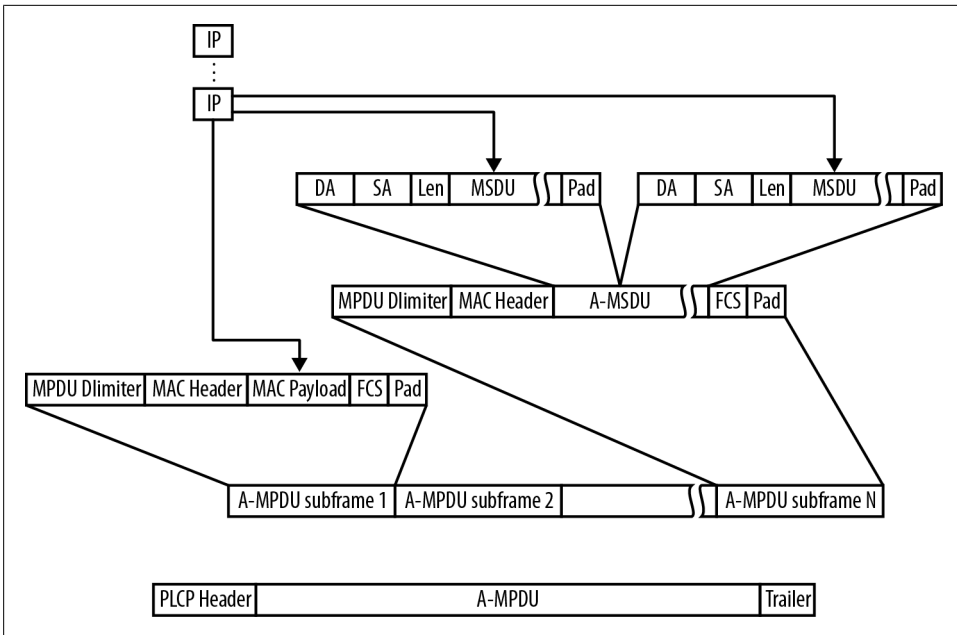 IP
IP
DA SA Len MSDU Pad DA SA Len MSDU Pad
MPDU Dlimiter MAC Header A-MSDU FCS Pad
MPDU Dlimiter MAC Header MAC Payload FCS Pad
A-MPDU subframe 1 A-MPDU subframe 2 A-MPDU subframe N
PLCP Header A-MPDU Trailer